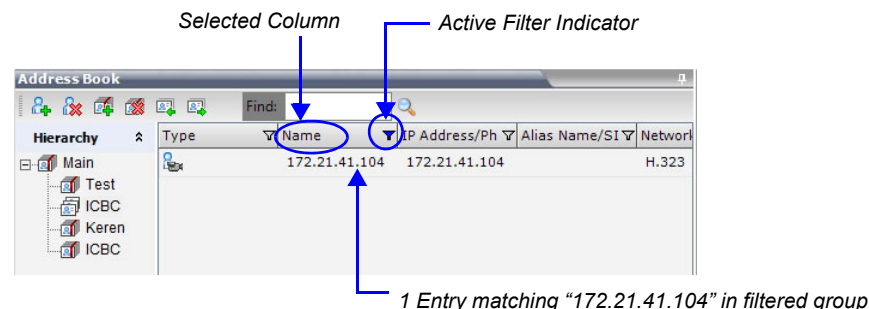 Selected Column
Active Filter Indicator
Address Book
Find:
Hierarchy
Type Name IP Address/Ph Alias Name/SI Network
Main
172.21.41.104 172.21.41.104 H.323
Test
ICBC
Keren
ICBC
1 Entry matching “172.21.41.104” in filtered group